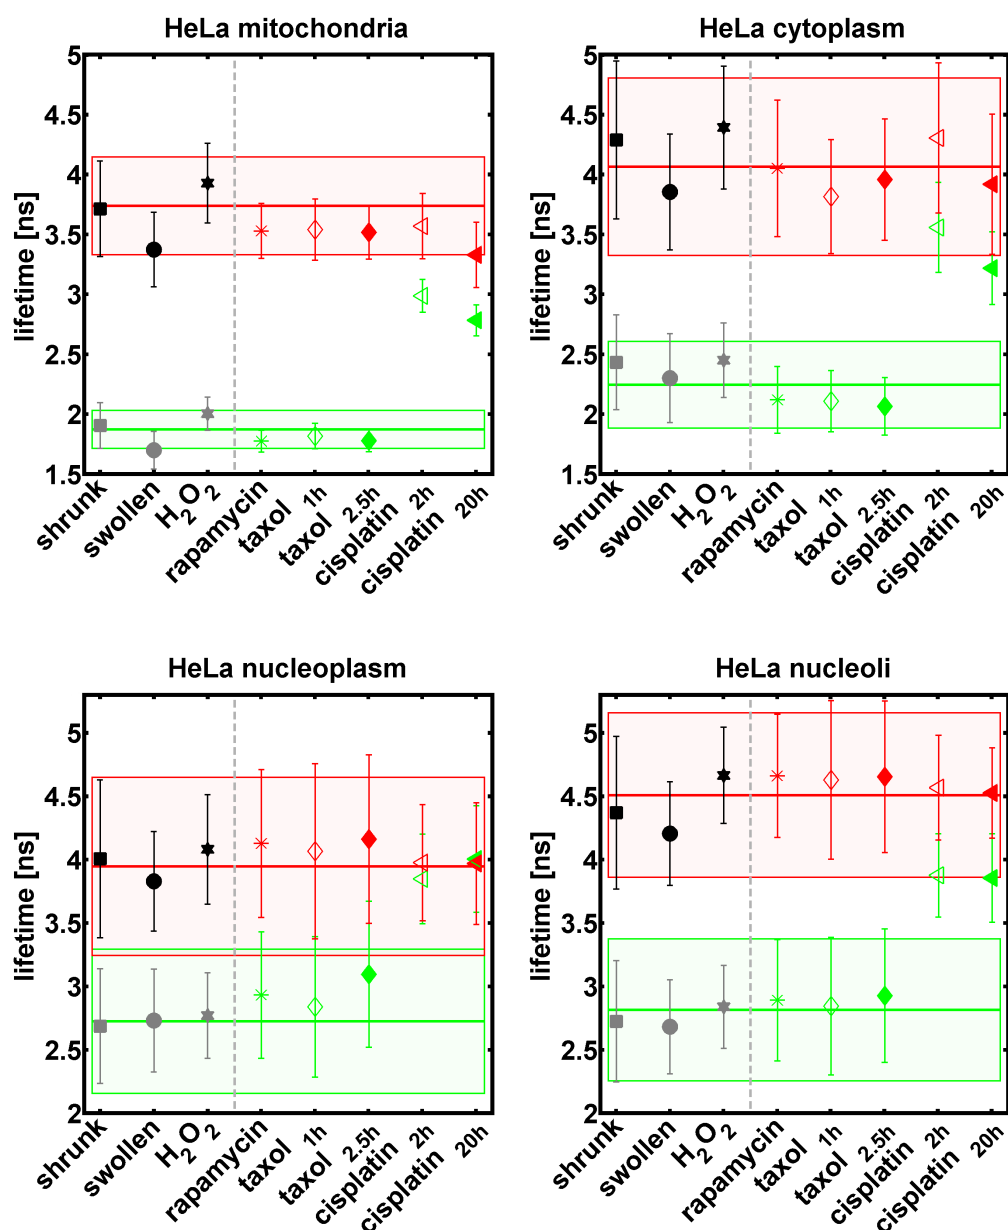 HeLa mitochondria
lifetime [ns]
5
4.5
4
3.5
3
2.5
2
1.5
shrunk
swollen
H2O2
rapamycin
taxol 1h
taxol 2.5h
cisplatin 2h
cisplatin 20h
HeLa cytoplasm
lifetime [ns]
5
4.5
4
3.5
3
2.5
2
1.5
shrunk
swollen
H2O2
rapamycin
taxol 1h
taxol 2.5h
cisplatin 2h
cisplatin 20h
HeLa nucleoplasm
lifetime [ns]
5
4.5
4
3.5
3
2.5
2
shrunk
swollen
H2O2
rapamycin
taxol 1h
taxol 2.5h
cisplatin 2h
cisplatin 20h
HeLa nucleoli
lifetime [ns]
5
4.5
4
3.5
3
2.5
2
shrunk
swollen
H2O2
rapamycin
taxol 1h
taxol 2.5h
cisplatin 2h
cisplatin 20h